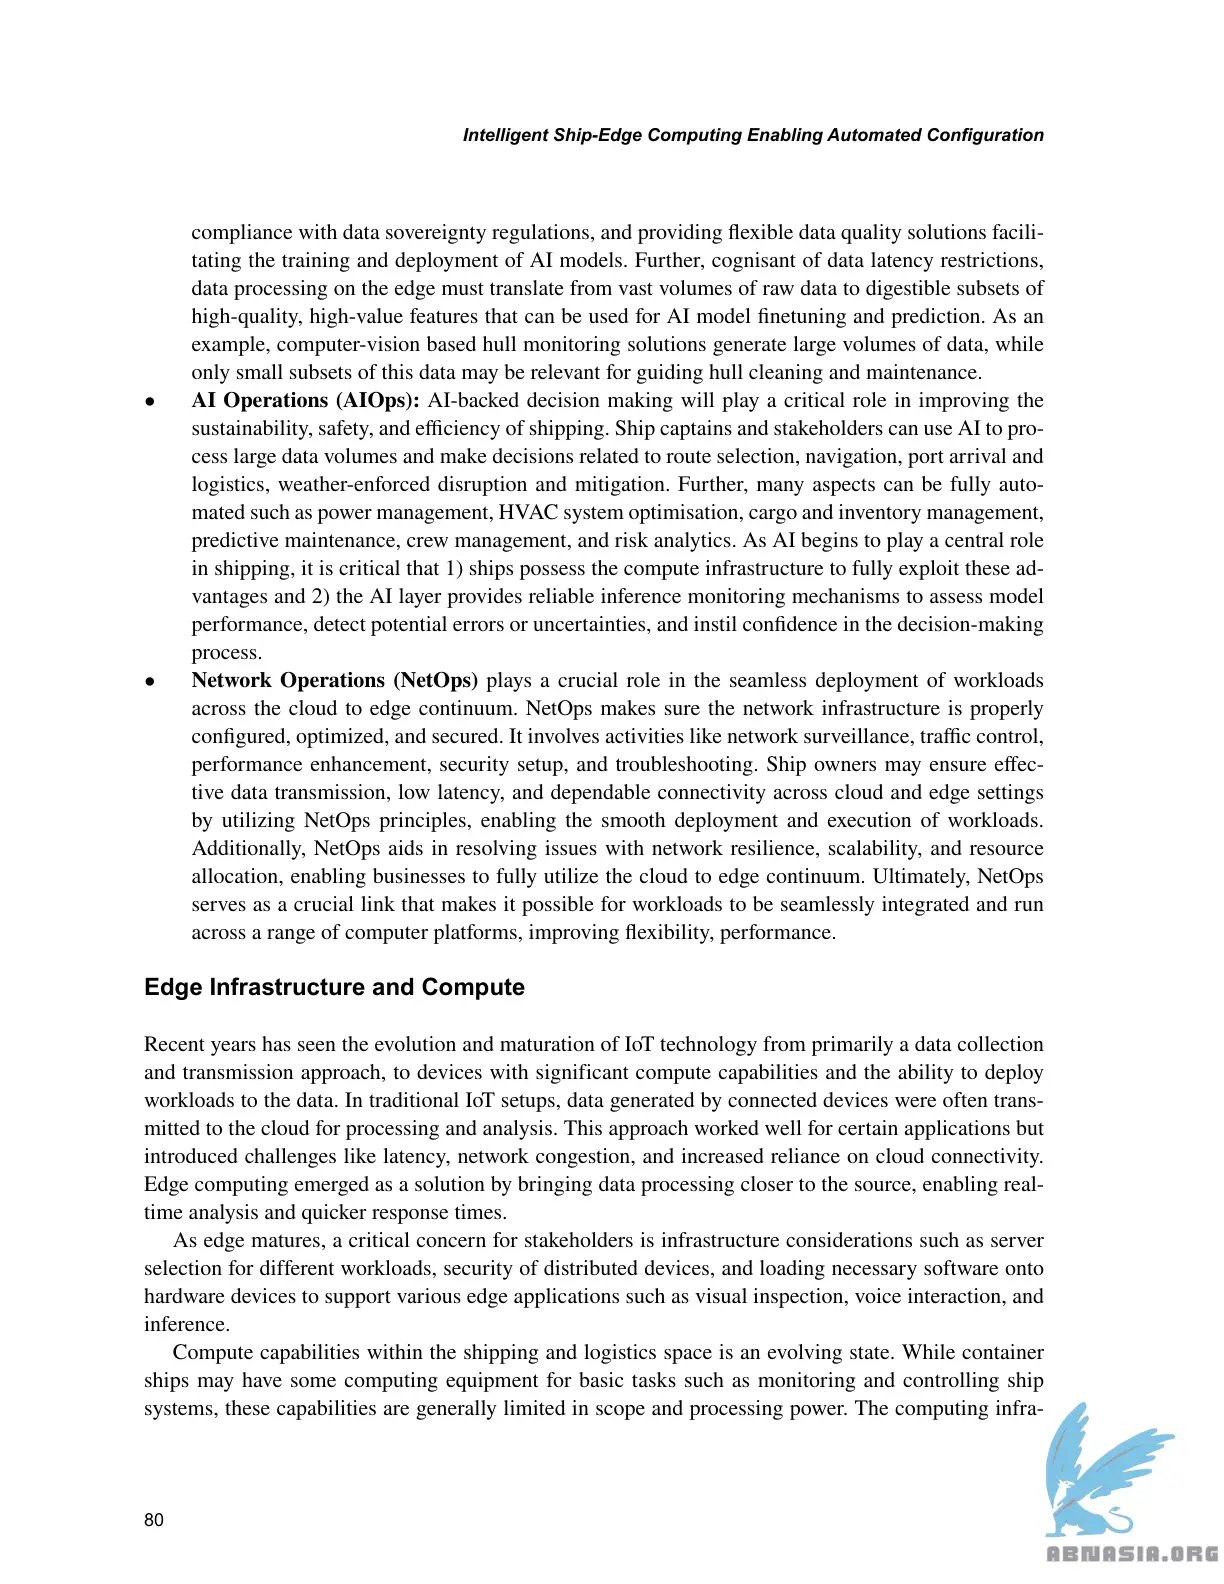 Intelligent Ship-Edge Computing Enabling Automated Configuration
compliance with data sovereignty regulations, and providing flexible data quality solutions facili-
tating the training and deployment of AI models. Further, cognisant of data latency restrictions,
data processing on the edge must translate from vast volumes of raw data to digestible subsets of
high-quality, high-value features that can be used for AI model finetuning and prediction. As an
example, computer-vision based hull monitoring solutions generate large volumes of data, while
only small subsets of this data may be relevant for guiding hull cleaning and maintenance.
● AI Operations (AIOps): AI-backed decision making will play a critical role in improving the
sustainability, safety, and efficiency of shipping. Ship captains and stakeholders can use AI to pro-
cess large data volumes and make decisions related to route selection, navigation, port arrival and
logistics, weather-enforced disruption and mitigation. Further, many aspects can be fully auto-
mated such as power management, HVAC system optimisation, cargo and inventory management,
predictive maintenance, crew management, and risk analytics. As AI begins to play a central role
in shipping, it is critical that 1) ships possess the compute infrastructure to fully exploit these ad-
vantages and 2) the AI layer provides reliable inference monitoring mechanisms to assess model
performance, detect potential errors or uncertainties, and instil confidence in the decision-making
process.
● Network Operations (NetOps) plays a crucial role in the seamless deployment of workloads
across the cloud to edge continuum. NetOps makes sure the network infrastructure is properly
configured, optimized, and secured. It involves activities like network surveillance, traffic control,
performance enhancement, security setup, and troubleshooting. Ship owners may ensure effec-
tive data transmission, low latency, and dependable connectivity across cloud and edge settings
by utilizing NetOps principles, enabling the smooth deployment and execution of workloads.
Additionally, NetOps aids in resolving issues with network resilience, scalability, and resource
allocation, enabling businesses to fully utilize the cloud to edge continuum. Ultimately, NetOps
serves as a crucial link that makes it possible for workloads to be seamlessly integrated and run
across a range of computer platforms, improving flexibility, performance.
Edge Infrastructure and Compute
Recent years has seen the evolution and maturation of IoT technology from primarily a data collection
and transmission approach, to devices with significant compute capabilities and the ability to deploy
workloads to the data. In traditional IoT setups, data generated by connected devices were often trans-
mitted to the cloud for processing and analysis. This approach worked well for certain applications but
introduced challenges like latency, network congestion, and increased reliance on cloud connectivity.
Edge computing emerged as a solution by bringing data processing closer to the source, enabling real-
time analysis and quicker response times.
As edge matures, a critical concern for stakeholders is infrastructure considerations such as server
selection for different workloads, security of distributed devices, and loading necessary software onto
hardware devices to support various edge applications such as visual inspection, voice interaction, and
inference.
Compute capabilities within the shipping and logistics space is an evolving state. While container
ships may have some computing equipment for basic tasks such as monitoring and controlling ship
systems, these capabilities are generally limited in scope and processing power. The computing infra-
80
ABNASIA.ORG